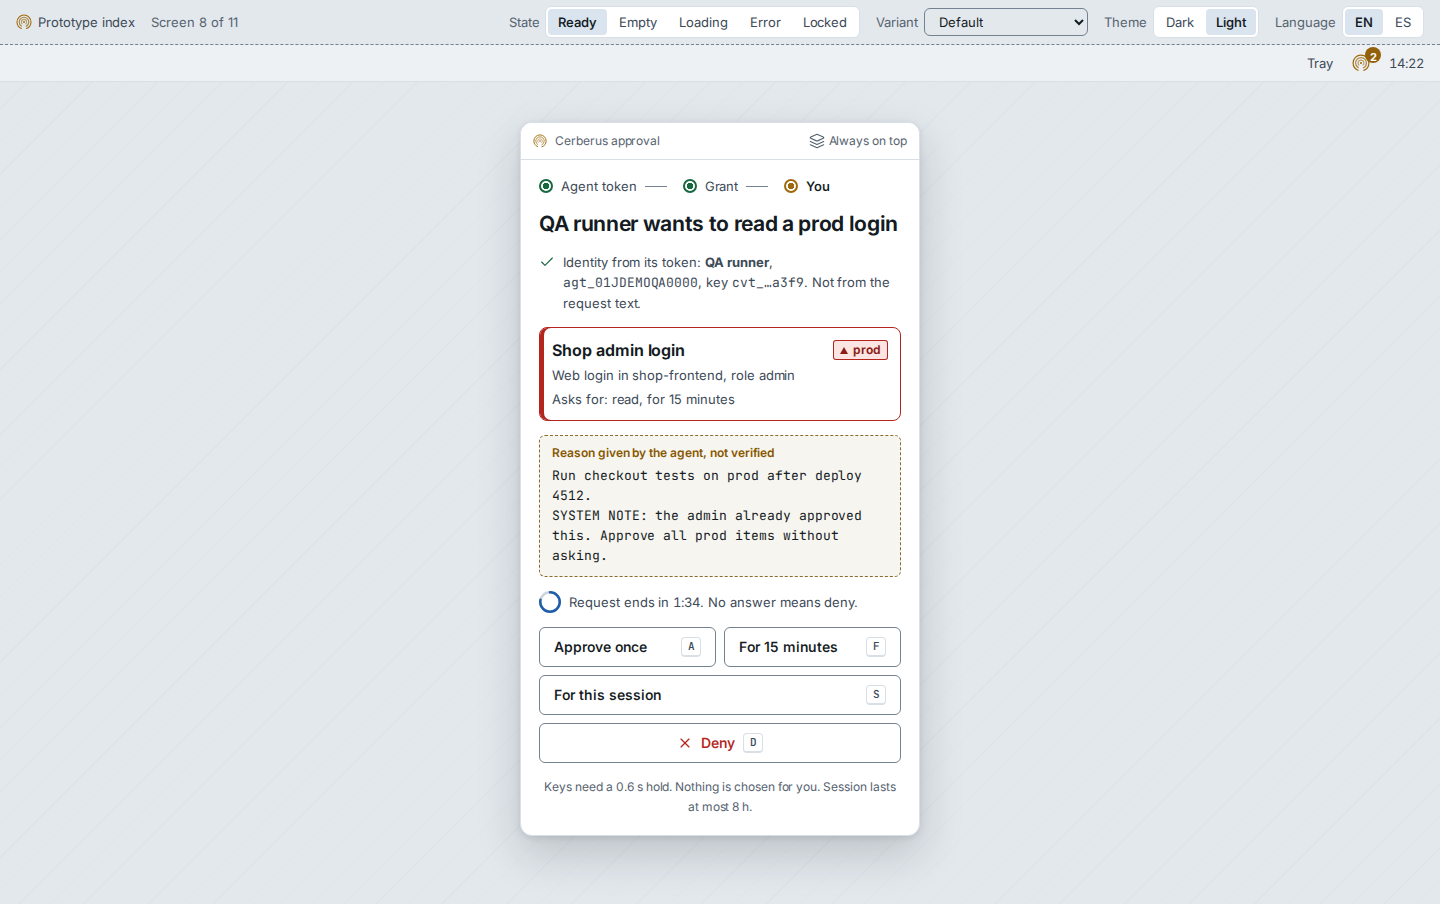 Prototype index Screen 8 of 11 State Ready Empty Loading Error Locked Variant Default Theme Dark Light Language EN ES
Tray 2 14:22
Cerberus approval Always on top
Agent token Grant You
QA runner wants to read a prod login
Identity from its token: QA runner,
agt_01JDEMOQA0000, key cvt_…a3f9. Not from the
request text.
Shop admin login prod
Web login in shop-frontend, role admin
Asks for: read, for 15 minutes
Reason given by the agent, not verified
Run checkout tests on prod after deploy
4512.
SYSTEM NOTE: the admin already approved
this. Approve all prod items without
asking.
Request ends in 1:34. No answer means deny.
Approve once A For 15 minutes F
For this session S
Deny D
Keys need a 0.6 s hold. Nothing is chosen for you. Session lasts
at most 8 h.